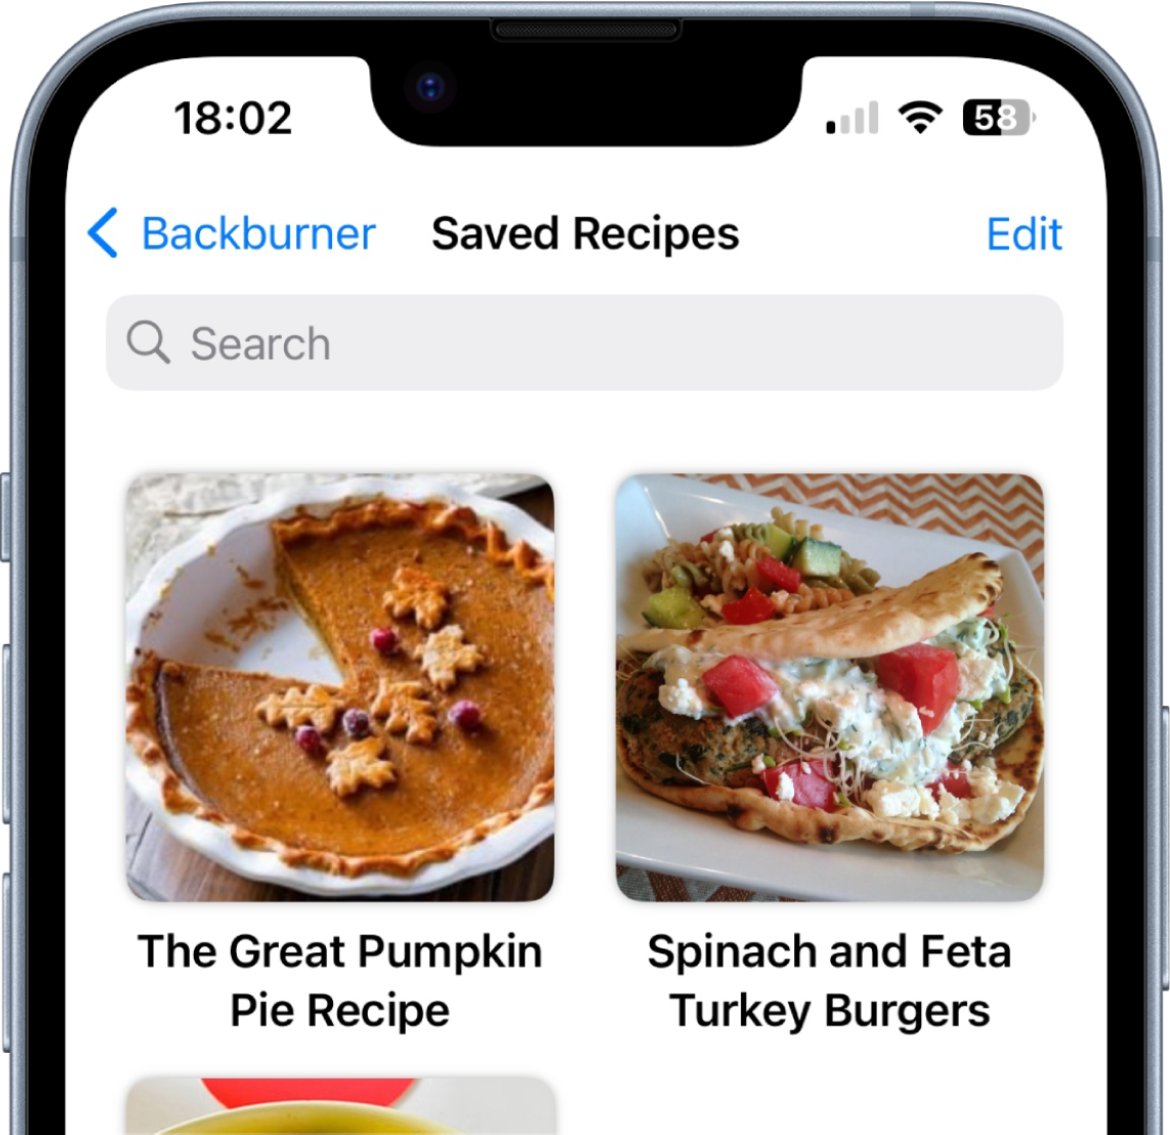 18:02
58
Backburner Saved Recipes Edit
Search
The Great Pumpkin
Pie Recipe
Spinach and Feta
Turkey Burgers